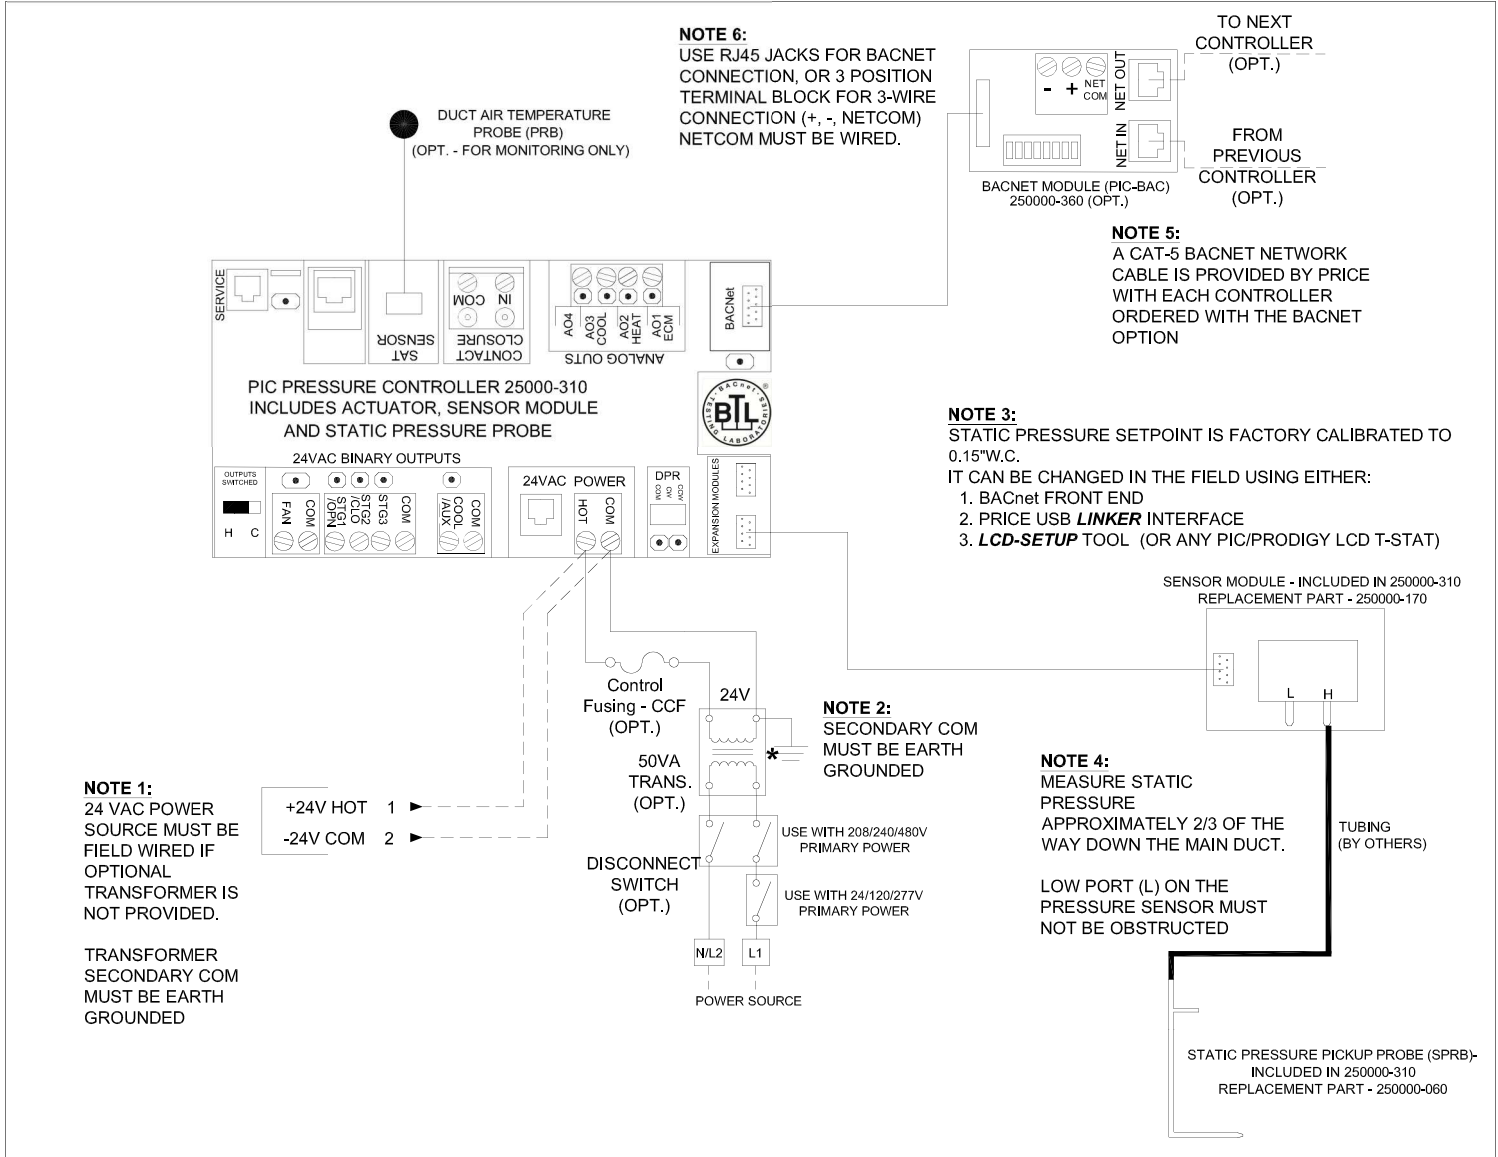 NOTE 6:
USE RJ45 JACKS FOR BACNET
CONNECTION, OR 3 POSITION
TERMINAL BLOCK FOR 3-WIRE
CONNECTION (+, -, NETCOM)
NETCOM MUST BE WIRED.
- + NET
COM
NET OUT
NET IN
TO NEXT
CONTROLLER
(OPT.)
FROM
PREVIOUS
CONTROLLER
(OPT.)
BACNET MODULE (PIC-BAC)
250000-360 (OPT.)
DUCT AIR TEMPERATURE
PROBE (PRB)
(OPT. - FOR MONITORING ONLY)
NOTE 5:
A CAT-5 BACNET NETWORK
CABLE IS PROVIDED BY PRICE
WITH EACH CONTROLLER
ORDERED WITH THE BACNET
OPTION
SERVICE
SAT
SENSOR
COM
IN
CONTACT
CLOSURE
AO4
AO3
COOL
AO2
HEAT
AO1
ECM
ANALOG OUTS
BACNet
BACnet
BTL
TESTING LABORATORIES
®
PIC PRESSURE CONTROLLER 25000-310
INCLUDES ACTUATOR, SENSOR MODULE
AND STATIC PRESSURE PROBE
24VAC BINARY OUTPUTS
OUTPUTS
SWITCHED
H C
FAN
COM
STG1
/OPN
STG2
/CLO
STG3
COM
COOL
/AUX
COM
24VAC POWER
HOT
COM
DPR
COM
CW
CCW
EXPANSION MODULES
NOTE 3:
STATIC PRESSURE SETPOINT IS FACTORY CALIBRATED TO
0.15"W.C.
IT CAN BE CHANGED IN THE FIELD USING EITHER:
1. BACnet FRONT END
2. PRICE USB LINKER INTERFACE
3. LCD-SETUP TOOL (OR ANY PIC/PRODIGY LCD T-STAT)
SENSOR MODULE - INCLUDED IN 250000-310
REPLACEMENT PART - 250000-170
L H
Control
Fusing - CCF
(OPT.)
24V
50VA
TRANS.
(OPT.)
*
NOTE 2:
SECONDARY COM
MUST BE EARTH
GROUNDED
NOTE 1:
24 VAC POWER
SOURCE MUST BE
FIELD WIRED IF
OPTIONAL
TRANSFORMER IS
NOT PROVIDED.
TRANSFORMER
SECONDARY COM
MUST BE EARTH
GROUNDED
+24V HOT 1
-24V COM 2
DISCONNECT
SWITCH
(OPT.)
USE WITH 208/240/480V
PRIMARY POWER
USE WITH 24/120/277V
PRIMARY POWER
N/L2
L1
POWER SOURCE
NOTE 4:
MEASURE STATIC
PRESSURE
APPROXIMATELY 2/3 OF THE
WAY DOWN THE MAIN DUCT.
LOW PORT (L) ON THE
PRESSURE SENSOR MUST
NOT BE OBSTRUCTED
TUBING
(BY OTHERS)
STATIC PRESSURE PICKUP PROBE (SPRB)-
INCLUDED IN 250000-310
REPLACEMENT PART - 250000-060